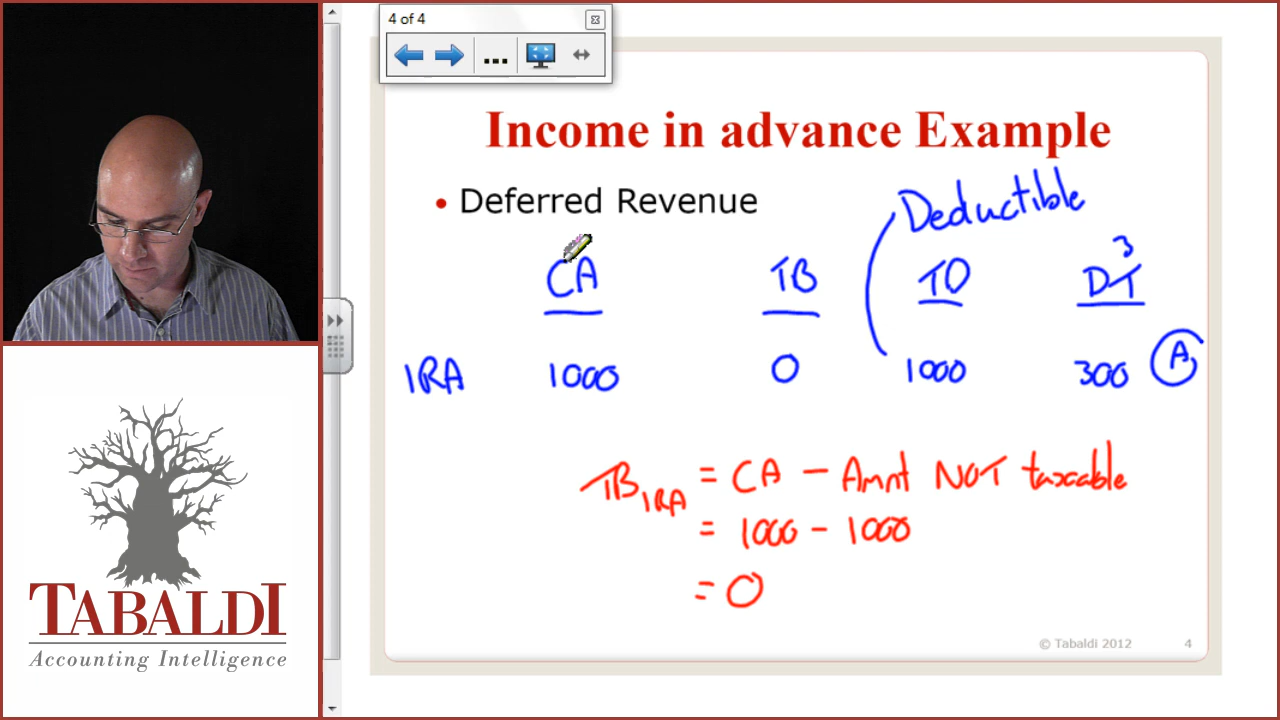 4 of 4
Income in advance Example
• Deferred Revenue
Deductible
CA TB TD DT 3
IRA 1000 0 1000 300 A
TB IRA = CA - Amnt NOT taxable
= 1000 - 1000
= 0
© Tabaldi 2012 4
TABALDI
Accounting Intelligence